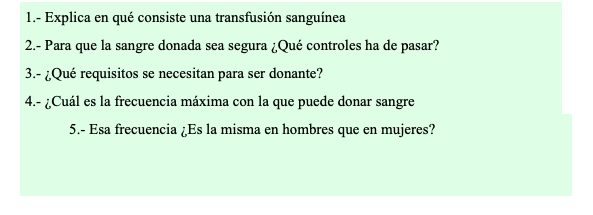 1.- Explica en qué consiste una transfusión sanguínea
2.- Para que la sangre donada sea segura ¿Qué controles ha de pasar?
3.- ¿Qué requisitos se necesitan para ser donante?
4.- ¿Cuál es la frecuencia máxima con la que puede donar sangre
5.- Esa frecuencia ¿Es la misma en hombres que en mujeres?